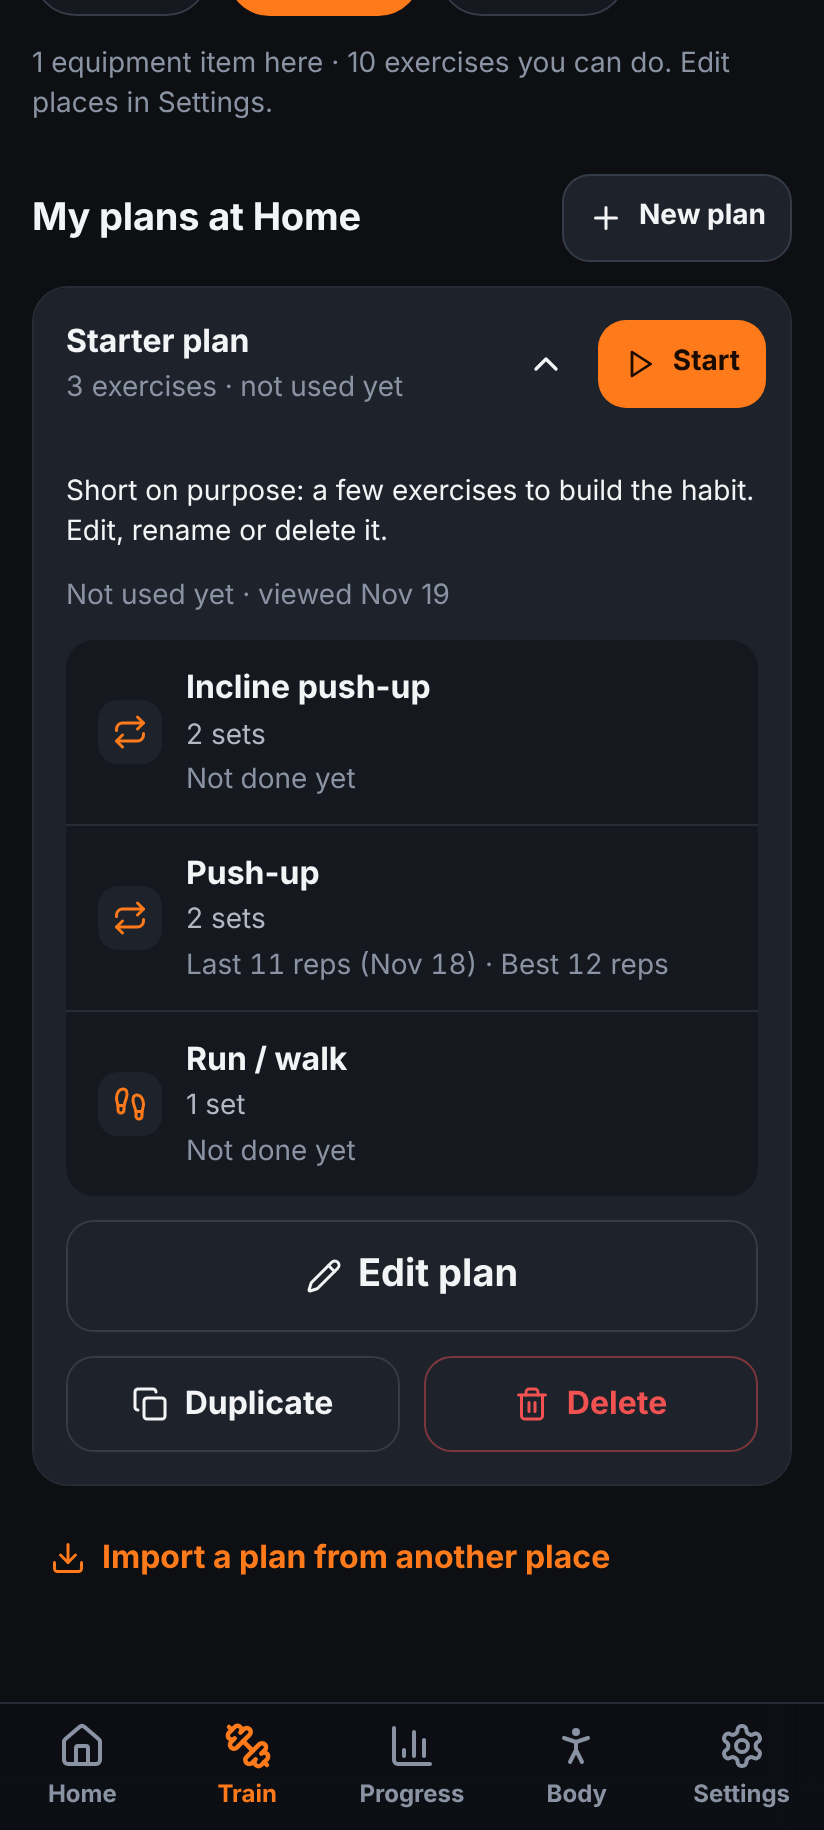 1 equipment item here · 10 exercises you can do. Edit
places in Settings.
My plans at Home
New plan
Starter plan
3 exercises · not used yet
Start
Short on purpose: a few exercises to build the habit.
Edit, rename or delete it.
Not used yet · viewed Nov 19
Incline push-up
2 sets
Not done yet
Push-up
2 sets
Last 11 reps (Nov 18) · Best 12 reps
Run / walk
1 set
Not done yet
Edit plan
Duplicate
Delete
Import a plan from another place
Home
Train
Progress
Body
Settings